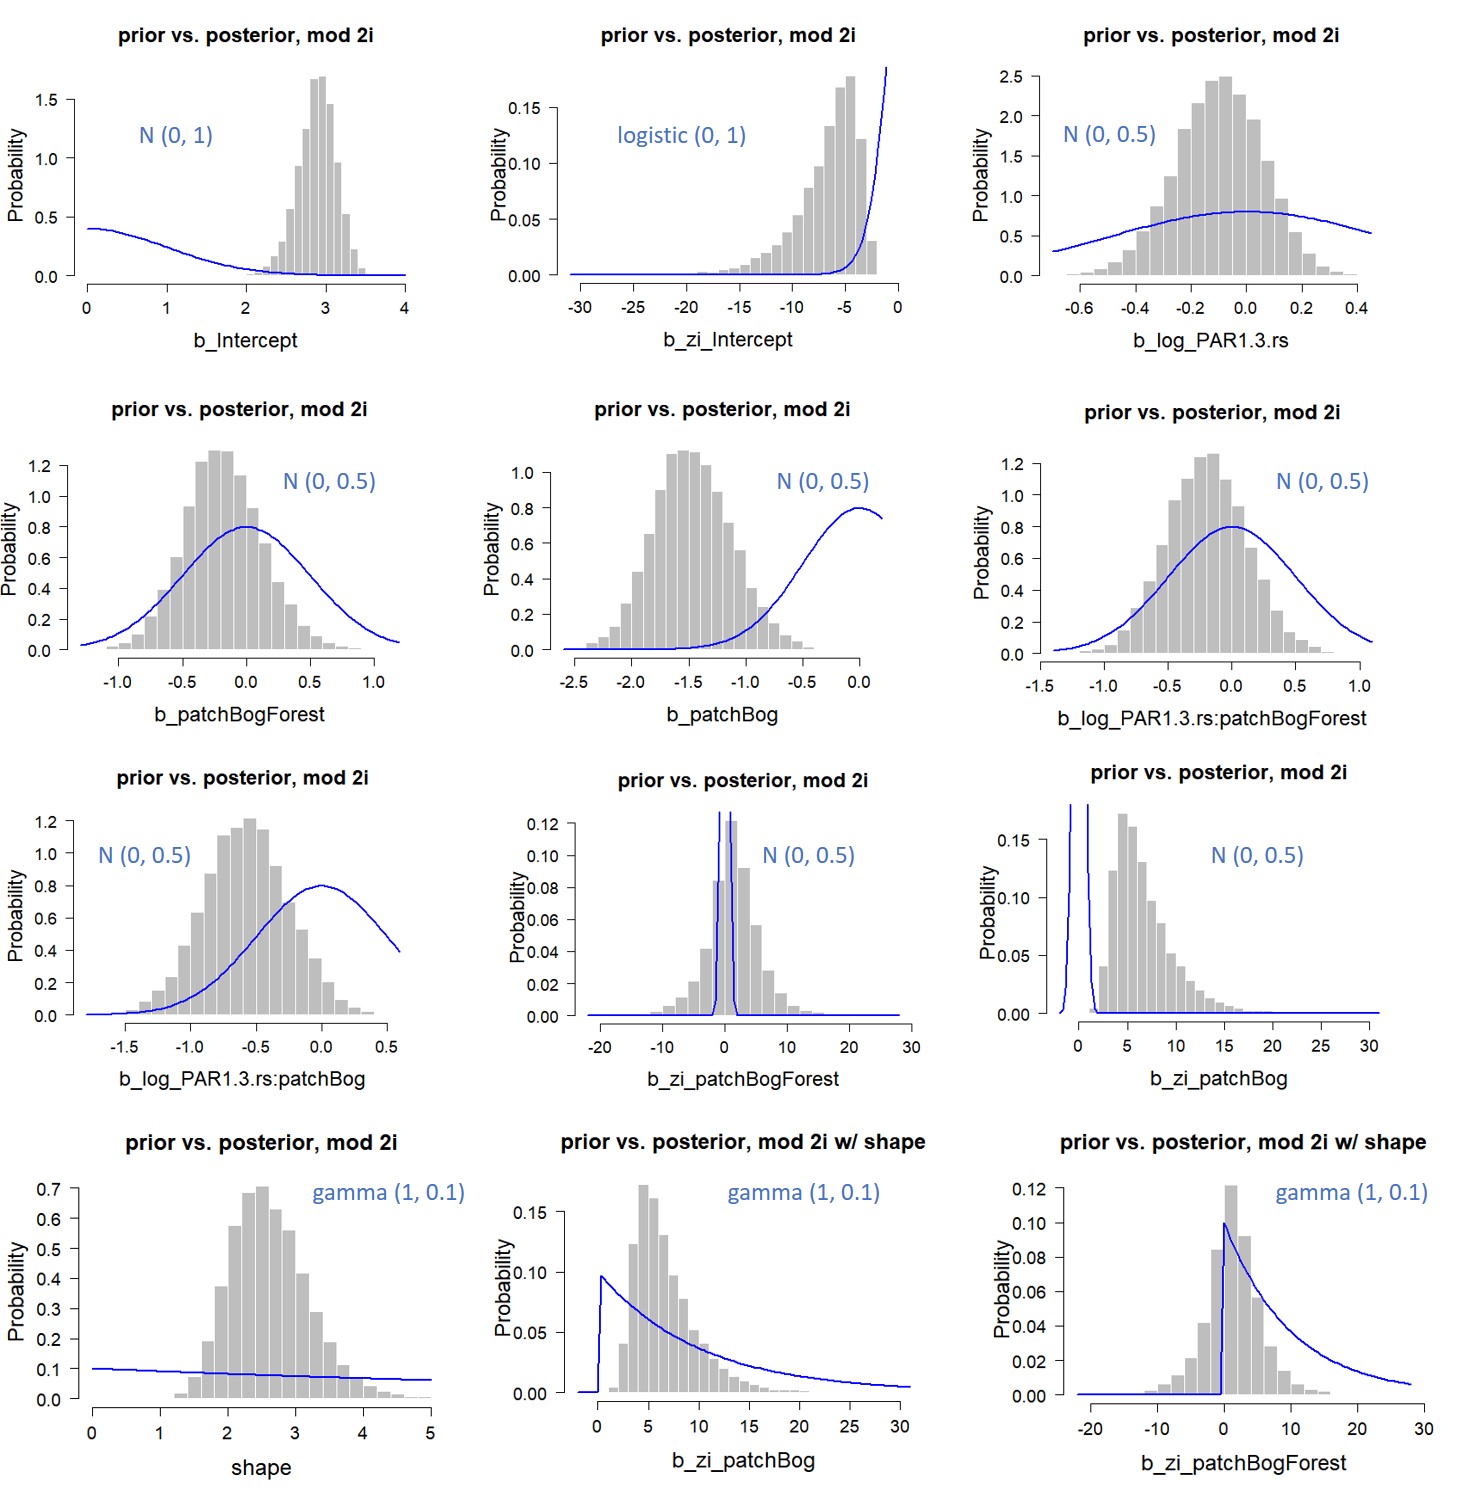 prior vs. posterior, mod 2i
N (0, 1)
Probability
1.5
1.0
0.5
0.0
0 1 2 3 4
b_Intercept
prior vs. posterior, mod 2i
logistic (0, 1)
Probability
0.15
0.10
0.05
0.00
-30 -25 -20 -15 -10 -5 0
b_zi_Intercept
prior vs. posterior, mod 2i
N (0, 0.5)
Probability
2.5
2.0
1.5
1.0
0.5
0.0
-0.6 -0.4 -0.2 0.0 0.2 0.4
b_log_PAR1.3.rs
prior vs. posterior, mod 2i
N (0, 0.5)
Probability
1.2
1.0
0.8
0.6
0.4
0.2
0.0
-1.0 -0.5 0.0 0.5 1.0
b_patchBogForest
prior vs. posterior, mod 2i
N (0, 0.5)
Probability
1.0
0.8
0.6
0.4
0.2
0.0
-2.5 -2.0 -1.5 -1.0 -0.5 0.0
b_patchBog
prior vs. posterior, mod 2i
N (0, 0.5)
Probability
1.2
1.0
0.8
0.6
0.4
0.2
0.0
-1.5 -1.0 -0.5 0.0 0.5 1.0
b_log_PAR1.3.rs:patchBogForest
prior vs. posterior, mod 2i
N (0, 0.5)
Probability
1.2
1.0
0.8
0.6
0.4
0.2
0.0
-1.5 -1.0 -0.5 0.0 0.5
b_log_PAR1.3.rs:patchBog
prior vs. posterior, mod 2i
N (0, 0.5)
Probability
0.12
0.10
0.08
0.06
0.04
0.02
0.00
-20 -10 0 10 20 30
b_zi_patchBogForest
prior vs. posterior, mod 2i
N (0, 0.5)
Probability
0.15
0.10
0.05
0.00
0 5 10 15 20 25 30
b_zi_patchBog
prior vs. posterior, mod 2i
gamma (1, 0.1)
Probability
0.7
0.6
0.5
0.4
0.3
0.2
0.1
0.0
0 1 2 3 4 5
shape
prior vs. posterior, mod 2i w/ shape
gamma (1, 0.1)
Probability
0.15
0.10
0.05
0.00
0 5 10 15 20 25 30
b_zi_patchBog
prior vs. posterior, mod 2i w/ shape
gamma (1, 0.1)
Probability
0.12
0.10
0.08
0.06
0.04
0.02
0.00
-20 -10 0 10 20 30
b_zi_patchBogForest